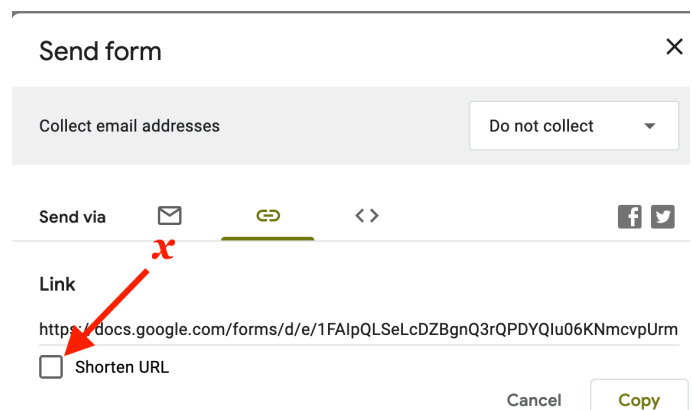 Send form
Collect email addresses Do not collect
Send via
x
Link
https://docs.google.com/forms/d/e/1FAIpQLSeLcDZBgnQ3rQPDYQIu06KNmcvpUrm
Shorten URL
Cancel Copy